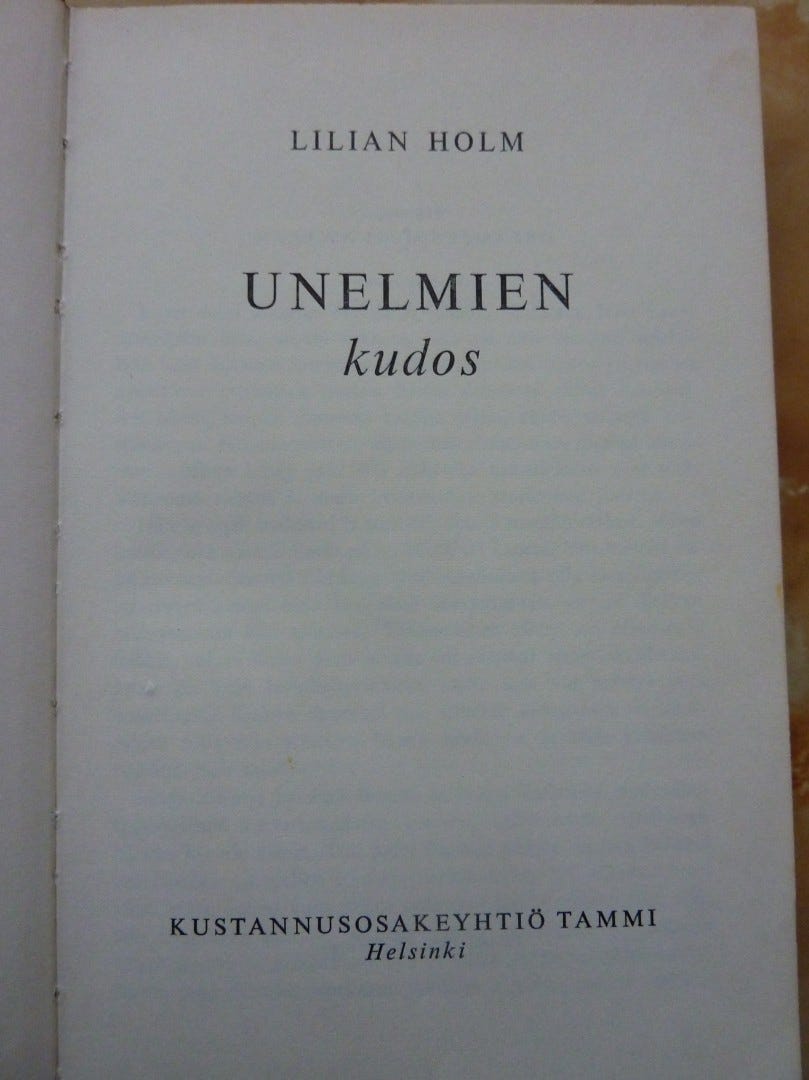 LILIAN HOLM
UNELMIEN
kudos
KUSTANNUSOSAKEYHTIÖ TAMMI
Helsinki